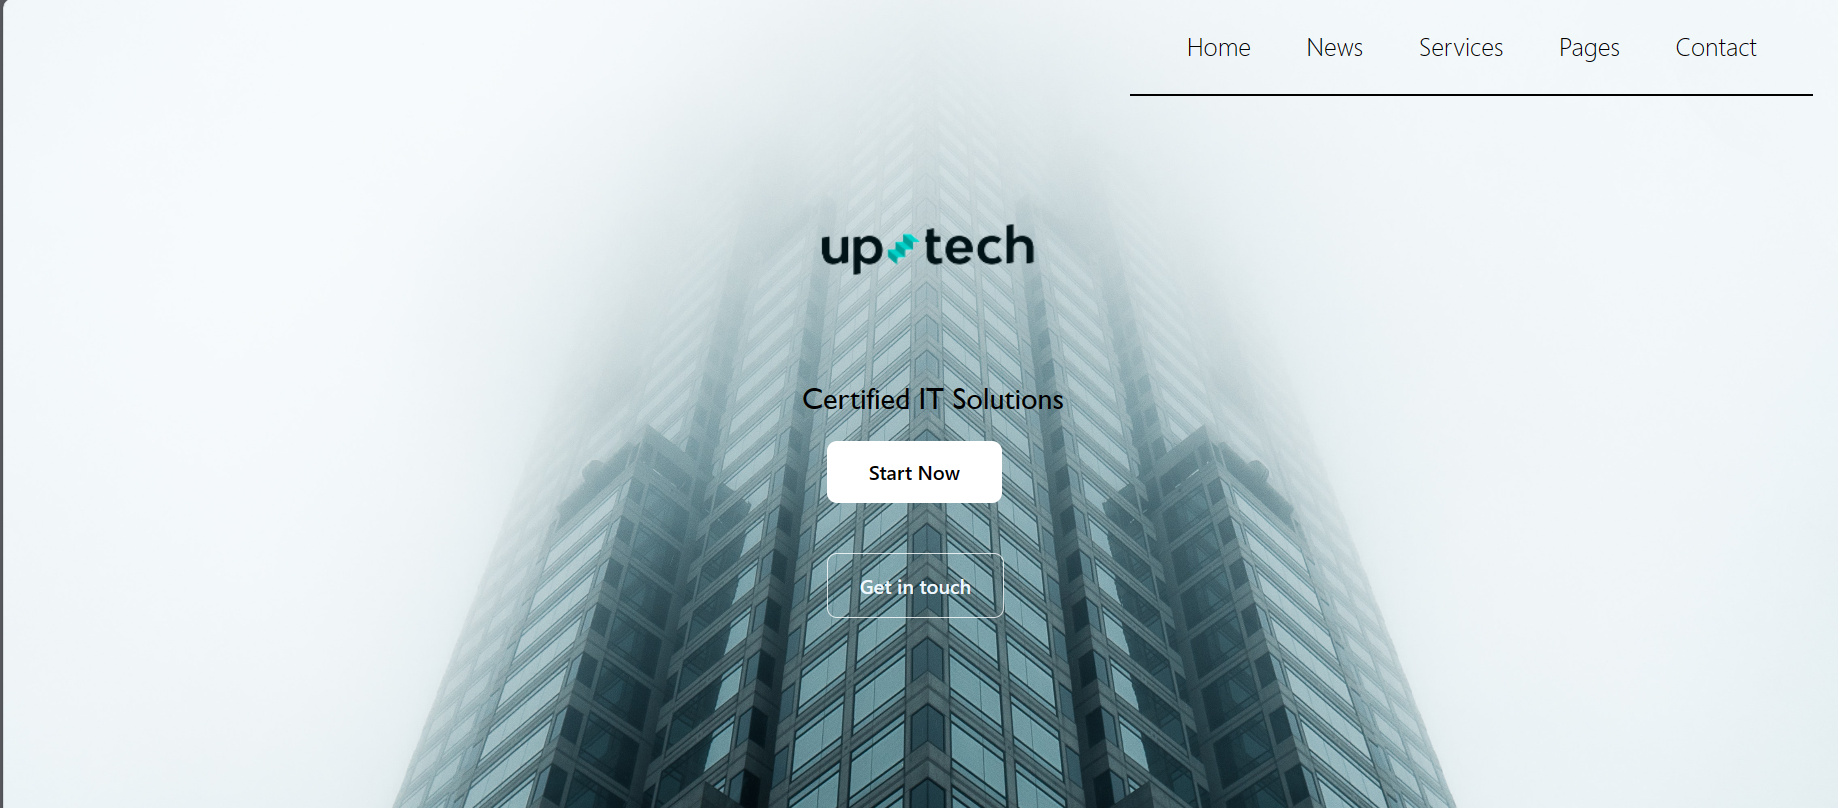 Home News Services Pages Contact
up tech
Certified IT Solutions
Start Now
Get in touch